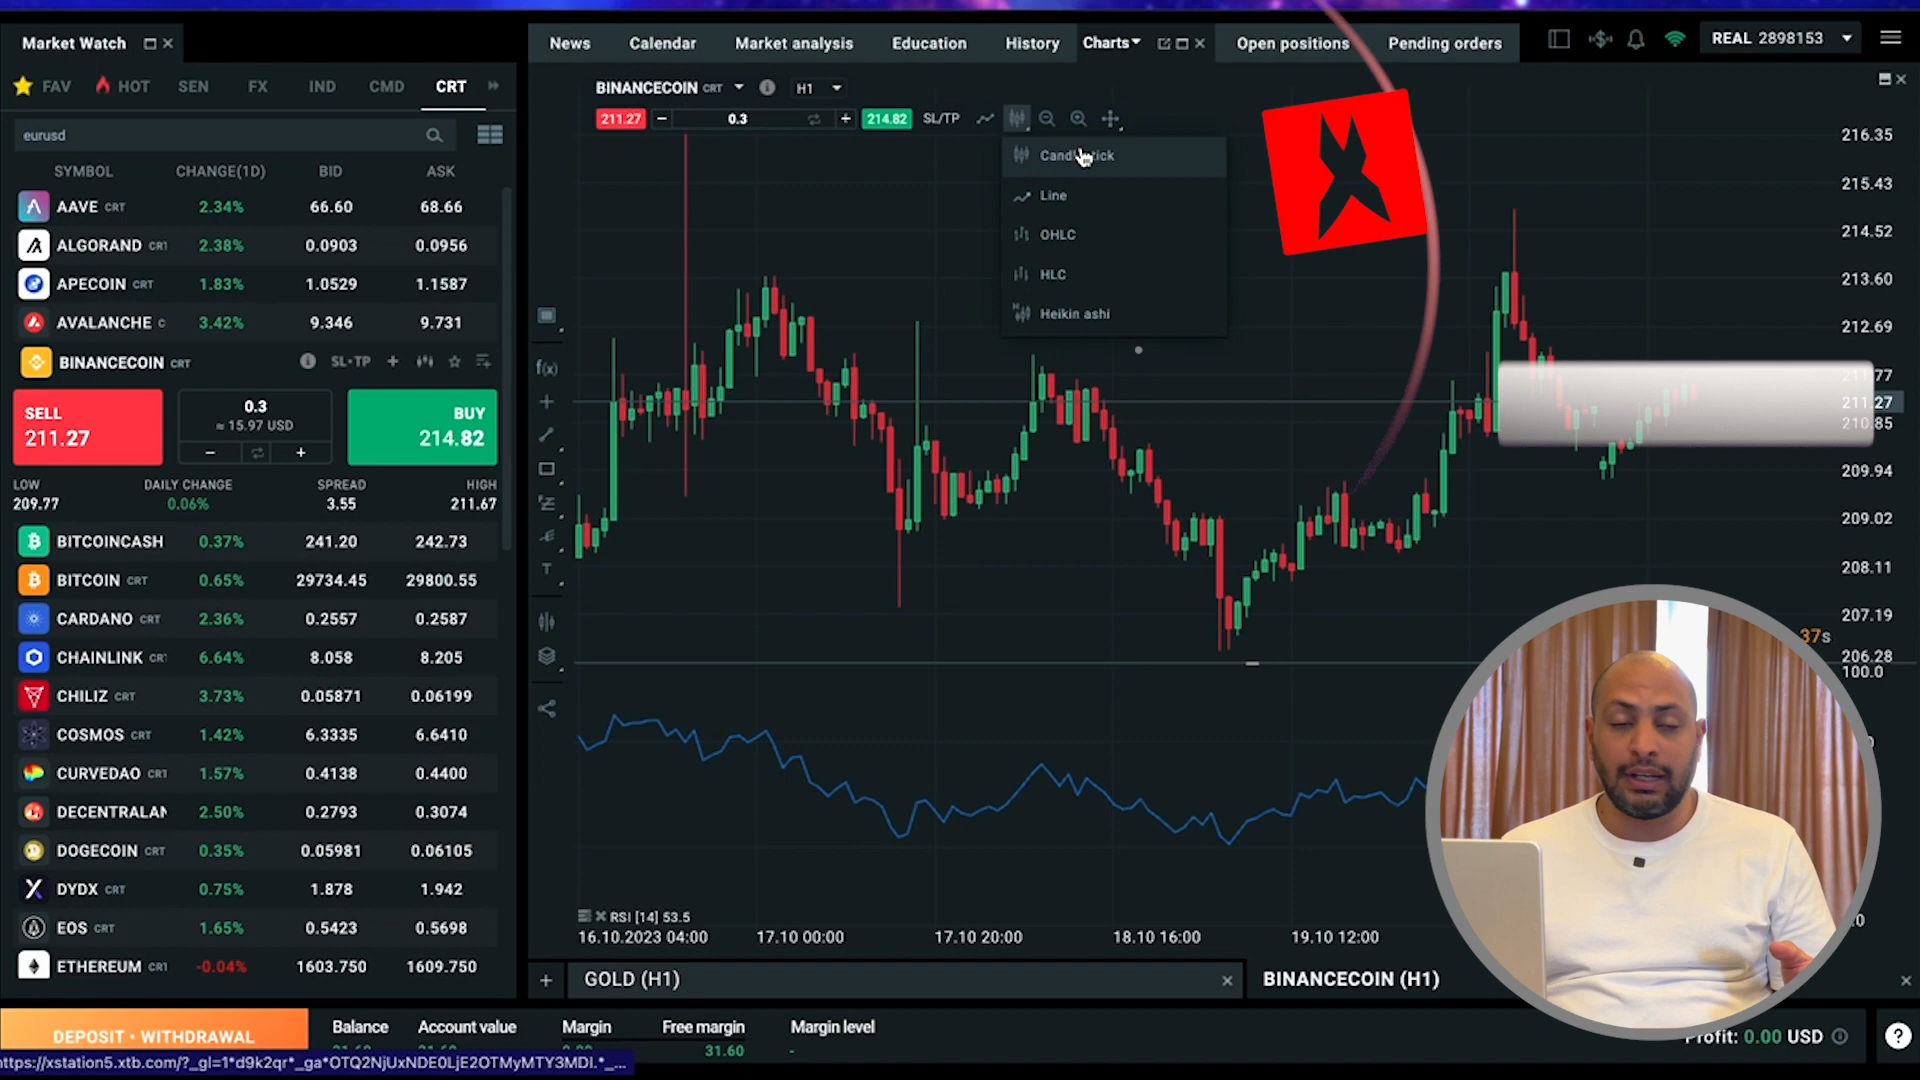 Market Watch
News Calendar Market analysis Education History Charts Open positions Pending orders
REAL 2898153
FAV HOT SEN FX IND CMD CRT
BINANCECOIN CRT H1
211.27 0.3 214.82 SL/TP
eurusd
SYMBOL CHANGE(1D) BID ASK
AAVE CRT 2.34% 66.60 68.66
ALGORAND 2.38% 0.0903 0.0956
APECOIN CRT 1.83% 1.0529 1.1587
AVALANCHE C 3.42% 9.346 9.731
BINANCECOIN CRT SL·TP
SELL
211.27
0.3
≈ 15.97 USD
BUY
214.82
LOW DAILY CHANGE SPREAD HIGH
209.77 0.06% 3.55 211.67
BITCOINCASH 0.37% 241.20 242.73
BITCOIN CRT 0.65% 29734.45 29800.55
CARDANO CRT 2.36% 0.2557 0.2587
CHAINLINK 6.64% 8.058 8.205
CHILIZ CRT 3.73% 0.05871 0.06199
COSMOS CRT 1.42% 6.3335 6.6410
CURVEDAO 1.57% 0.4138 0.4400
DECENTRALAN 2.50% 0.2793 0.3074
DOGECOIN CRT 0.35% 0.05981 0.06105
DYDX CRT 0.75% 1.878 1.942
EOS CRT 1.65% 0.5423 0.5698
ETHEREUM -0.04% 1603.750 1609.750
Line
OHLC
HLC
Heikin ashi
f(x)
T
216.35
215.43
214.52
213.60
212.69
211.27
210.85
209.94
209.02
208.11
207.19
37s
206.28
100.0
RSI [14] 53.5
16.10.2023 04:00 17.10 00:00 17.10 20:00 18.10 16:00 19.10 12:00
GOLD (H1) BINANCECOIN (H1)
DEPOSIT • WITHDRAWAL
Balance Account value Margin Free margin Margin level
31.60 -
Profit: 0.00 USD